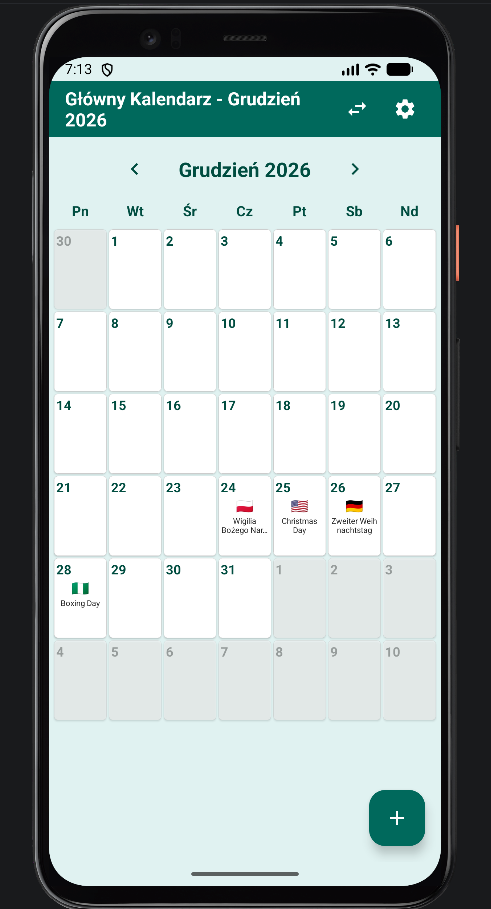 7:13
Główny Kalendarz - Grudzień
2026
Grudzień 2026
Pn Wt Śr Cz Pt Sb Nd
30 1 2 3 4 5 6
7 8 9 10 11 12 13
14 15 16 17 18 19 20
21 22 23 24 25 26 27
Wigilia
Bożego Nar...
Christmas
Day
Zweiter Weih
nachtstag
28 29 30 31 1 2 3
Boxing Day
4 5 6 7 8 9 10